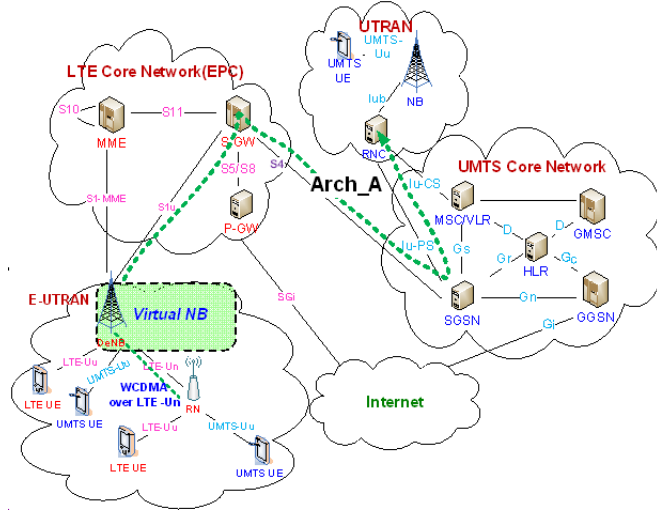 UTRAN
UMTS-
Uu
UMTS
UE
NB
Iub
RNC
LTE Core Network(EPC)
S10
S11
MME
S-GW
S5/S8
S4
P-GW
S1-MME
S1u
Arch_A
Iu-CS
Iu-PS
UMTS Core Network
MSC/VLR
GMSC
D
D
HLR
Gs
Gr
Gc
SGSN
Gn
GGSN
SGi
Gi
Internet
E-UTRAN
Virtual NB
DeNB
LTE-Uu
UMTS-Uu
LTE-Un
WCDMA
over LTE -Un
RN
LTE UE
UMTS UE
LTE-Uu
UMTS-Uu
LTE UE
UMTS UE